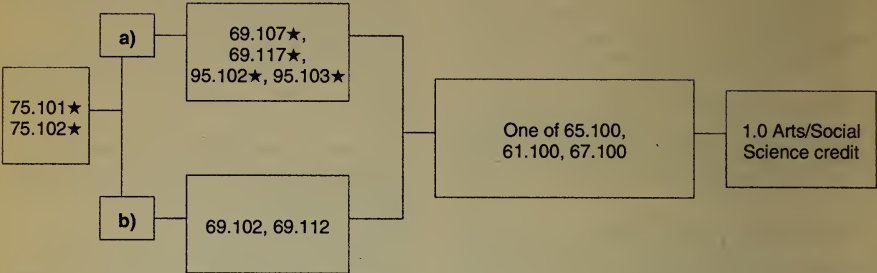 a)
69.107★,
69.117★,
95.102★, 95.103★
75.101★
75.102★
One of 65.100,
61.100, 67.100
1.0 Arts/Social
Science credit
b)
69.102, 69.112